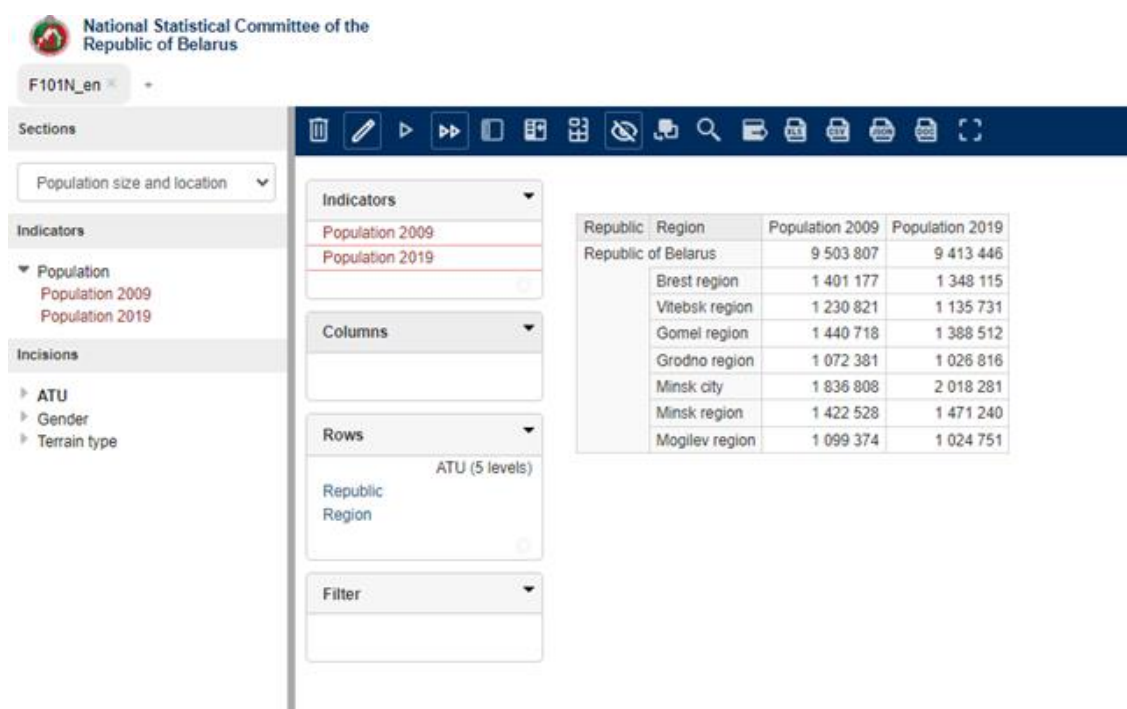 National Statistical Committee of the
Republic of Belarus
F101N_en
Sections
Population size and location
Indicators
Population
Population 2009
Population 2019
Incisions
ATU
Gender
Terrain type
XLS CSV JSON DOC
Indicators
Population 2009
Population 2019
Columns
Rows
ATU (5 levels)
Republic
Region
Filter
Republic Region Population 2009 Population 2019
Republic of Belarus 9 503 807 9 413 446
Brest region 1 401 177 1 348 115
Vitebsk region 1 230 821 1 135 731
Gomel region 1 440 718 1 388 512
Grodno region 1 072 381 1 026 816
Minsk city 1 836 808 2 018 281
Minsk region 1 422 528 1 471 240
Mogilev region 1 099 374 1 024 751